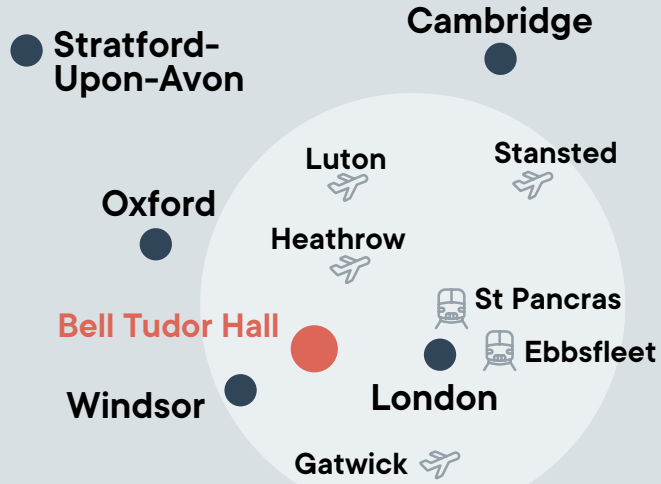 Cambridge
Stratford-
Upon-Avon
Luton
Stansted
Oxford
Heathrow
St Pancras
Bell Tudor Hall
Ebbsfleet
Windsor
London
Gatwick